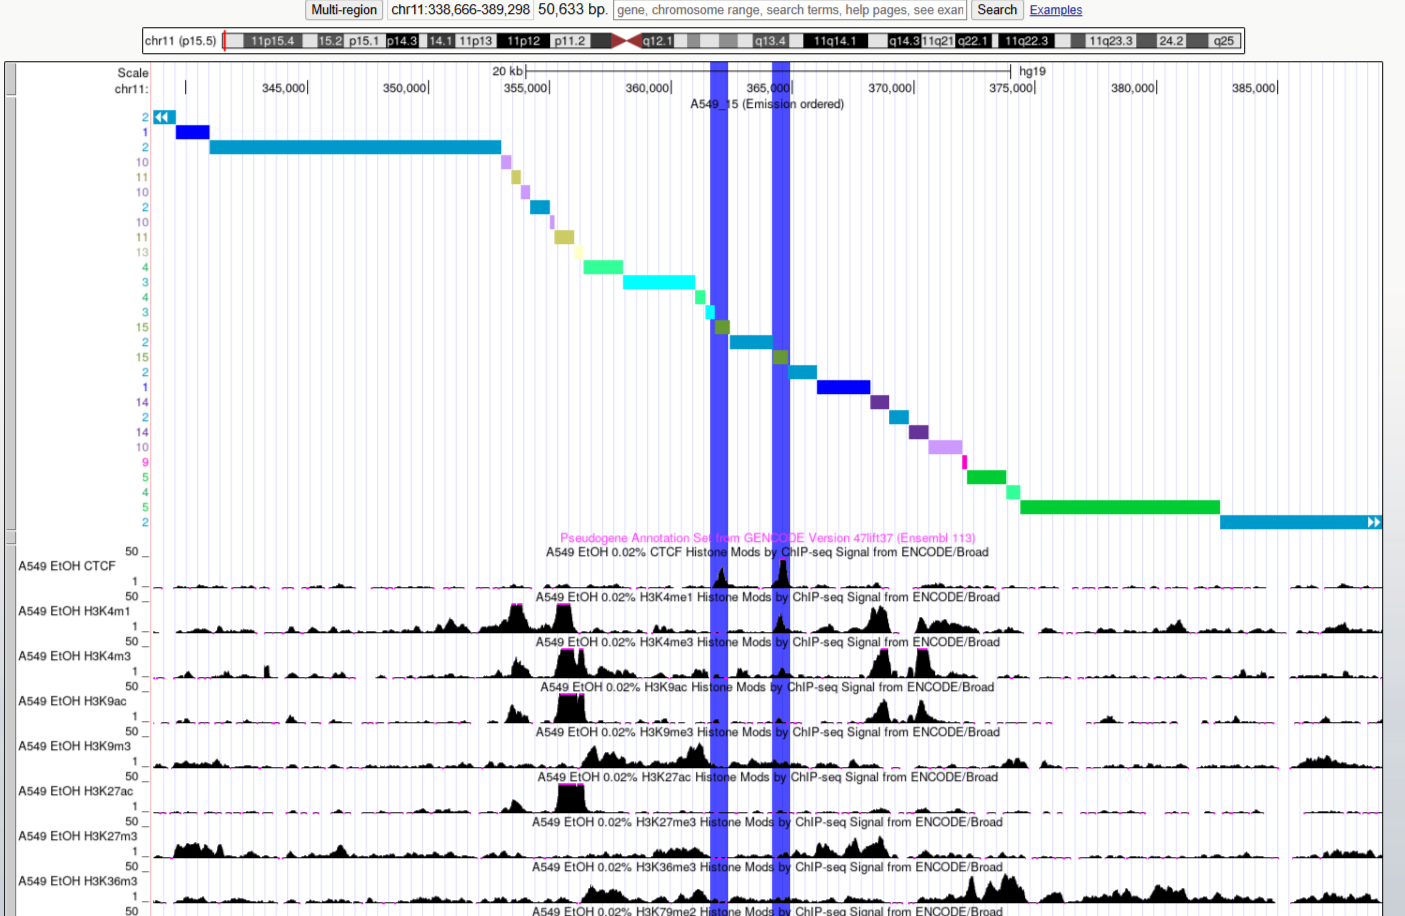 Multi-region chr11:338,666-389,298 50,633 bp. gene, chromosome range, search terms, help pages, see exam Search Examples
chr11 (p15.5) 11p15.4 15.2 p15.1 p14.3 14.1 11p13 11p12 p11.2 q12.1 q13.4 11q14.1 q14.3 11q21 q22.1 11q22.3 11q23.3 24.2 q25
Scale 20 kb hg19
chr11: 345,000 350,000 355,000 360,000 365,000 370,000 375,000 380,000 385,000
A549_15 (Emission ordered)
2
1
2
10
11
10
2
10
11
13
4
3
4
3
15
2
15
2
1
14
2
14
10
9
5
4
5
2
Pseudogene Annotation Set from GENCODE Version 47lift37 (Ensembl 113)
50 A549 EtOH 0.02% CTCF Histone Mods by ChIP-seq Signal from ENCODE/Broad
A549 EtOH CTCF
1
50 A549 EtOH 0.02% H3K4me1 Histone Mods by ChIP-seq Signal from ENCODE/Broad
A549 EtOH H3K4m1
1
50 A549 EtOH 0.02% H3K4me3 Histone Mods by ChIP-seq Signal from ENCODE/Broad
A549 EtOH H3K4m3
1
50 A549 EtOH 0.02% H3K9ac Histone Mods by ChIP-seq Signal from ENCODE/Broad
A549 EtOH H3K9ac
1
50 A549 EtOH 0.02% H3K9me3 Histone Mods by ChIP-seq Signal from ENCODE/Broad
A549 EtOH H3K9m3
1
50 A549 EtOH 0.02% H3K27ac Histone Mods by ChIP-seq Signal from ENCODE/Broad
A549 EtOH H3K27ac
1
50 A549 EtOH 0.02% H3K27me3 Histone Mods by ChIP-seq Signal from ENCODE/Broad
A549 EtOH H3K27m3
1
50 A549 EtOH 0.02% H3K36me3 Histone Mods by ChIP-seq Signal from ENCODE/Broad
A549 EtOH H3K36m3
1
50 A549 EtOH 0.02% H3K79me2 Histone Mods by ChIP-seq Signal from ENCODE/Broad